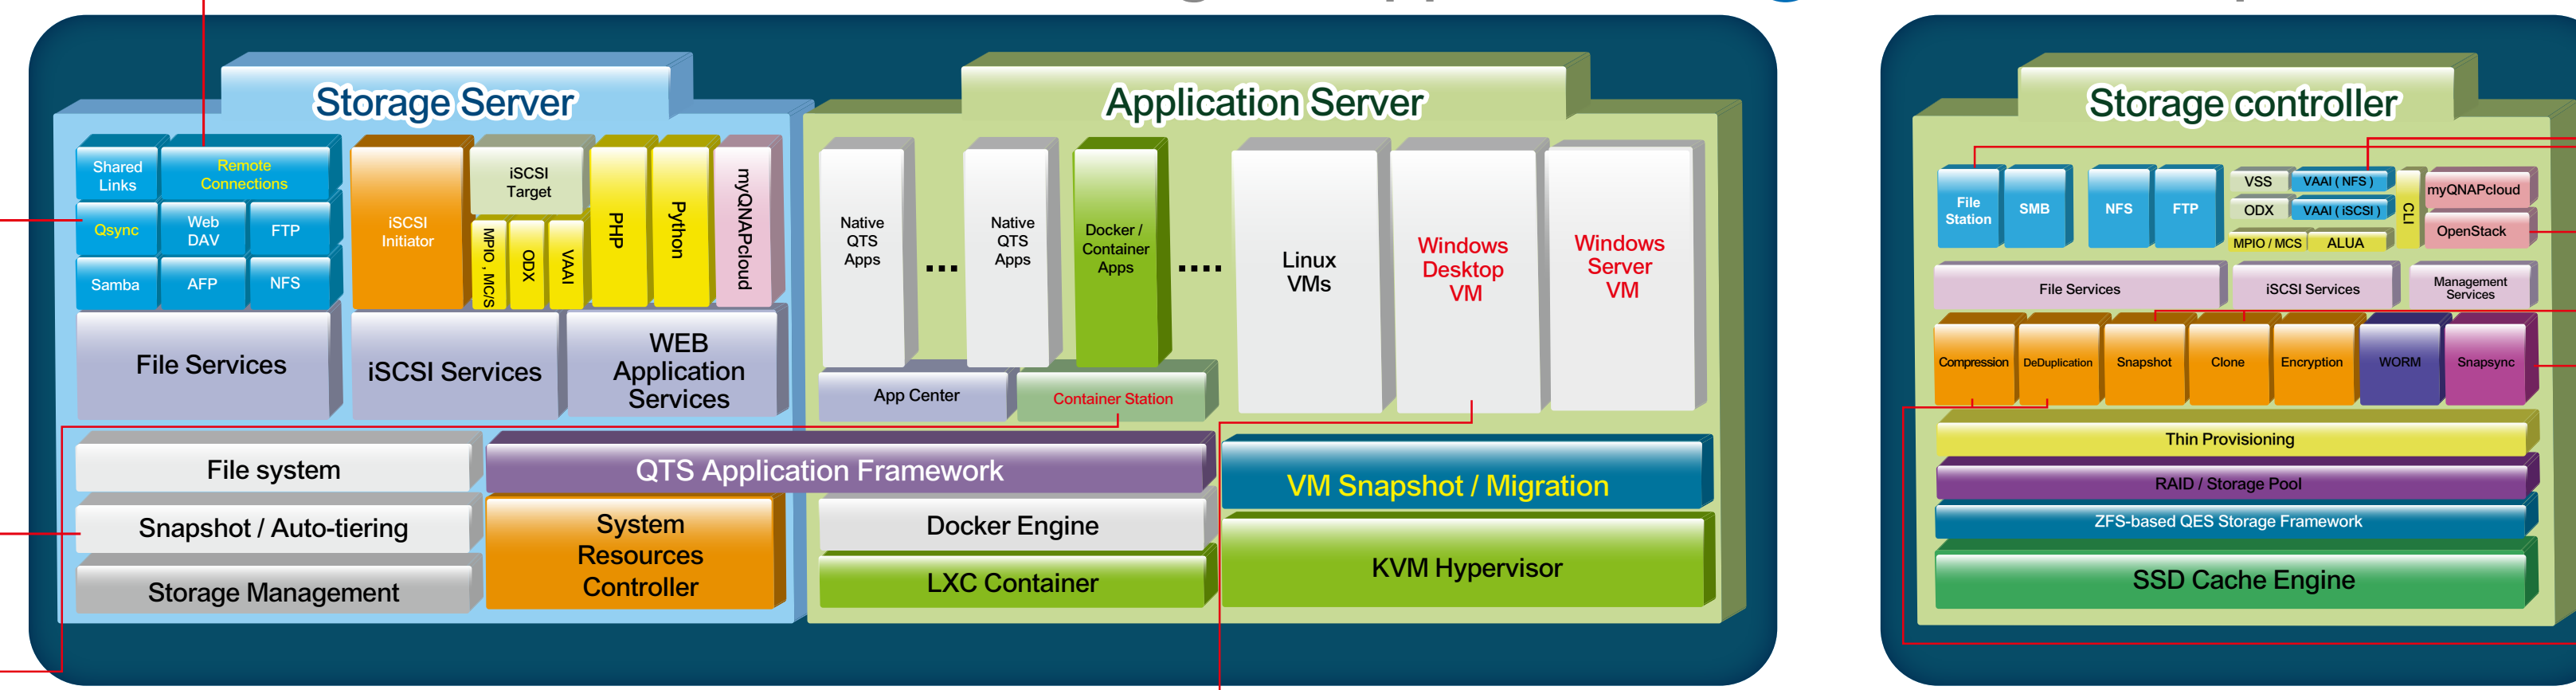 Storage Server
Shared
Links
Remote
Connections
Qsync
Web
DAV
FTP
Samba
AFP
NFS
iSCSI
Initiator
iSCSI
Target
MPIO , MC/S
ODX
VAAI
PHP
Python
myQNAPcloud
File Services
iSCSI Services
WEB
Application
Services
File system
Snapshot / Auto-tiering
Storage Management
QTS Application Framework
System
Resources
Controller
Application Server
Native
QTS
Apps
....
Native
QTS
Apps
Docker /
Container
Apps
....
Linux
VMs
Windows
Desktop
VM
Windows
Server
VM
App Center
Container Station
Docker Engine
LXC Container
VM Snapshot / Migration
KVM Hypervisor
Storage controller
File
Station
SMB
NFS
FTP
VSS
VAAI ( NFS )
ODX
VAAI ( iSCSI )
MPIO / MCS
ALUA
CLI
myQNAPcloud
OpenStack
File Services
iSCSI Services
Management
Services
Compression
DeDuplication
Snapshot
Clone
Encryption
WORM
Snapsync
Thin Provisioning
RAID / Storage Pool
ZFS-based QES Storage Framework
SSD Cache Engine